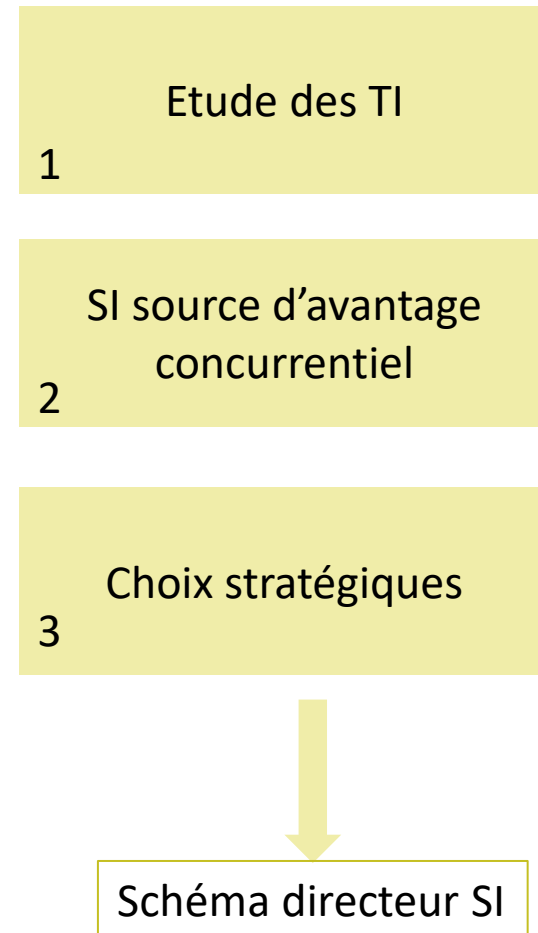 Etude des TI
1
SI source d’avantage
concurrentiel
2
Choix stratégiques
3
Schéma directeur SI